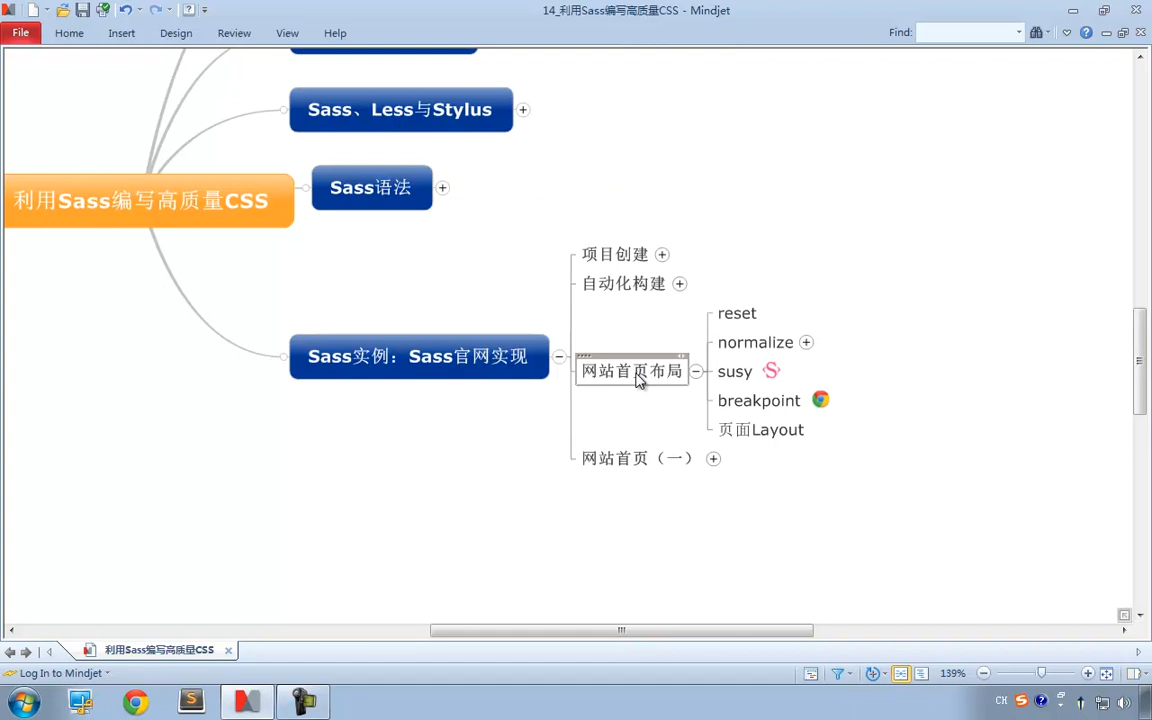 14_利用Sass编写高质量CSS - Mindjet
File Home Insert Design Review View Help Find:
Sass、Less与Stylus
Sass语法
利用Sass编写高质量CSS
项目创建
自动化构建
reset
normalize
Sass实例：Sass官网实现
网站首页布局
susy
breakpoint
页面Layout
网站首页（一）
利用Sass编写高质量CSS
Log In to Mindjet
139%
CH